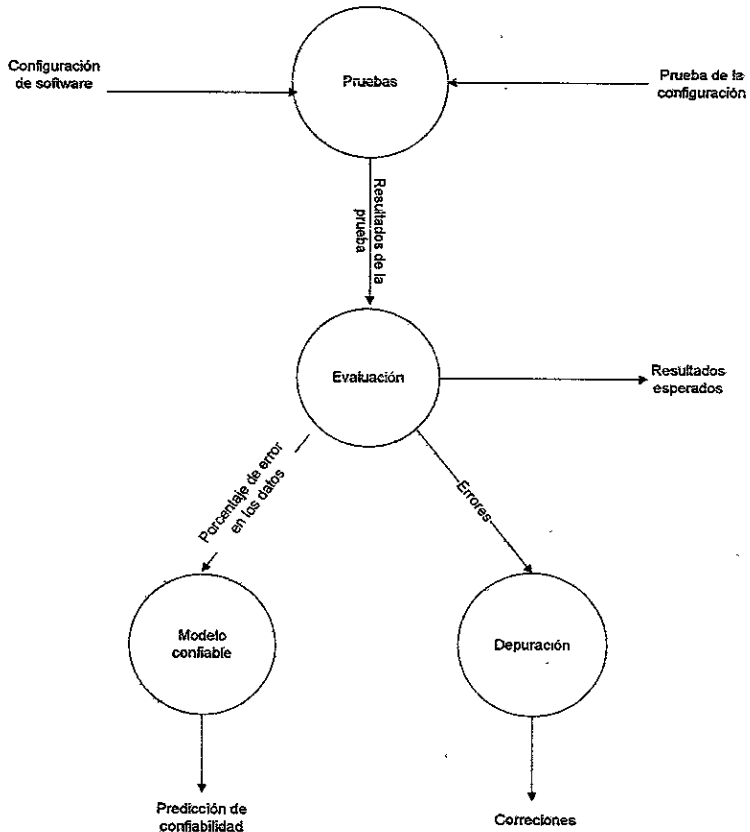 Configuración
de software
Pruebas
Prueba de la
configuración
Resultados de la
prueba
Evaluación
Resultados
esperados
Porcentaje de error
en los datos
Errores
Modelo
confiable
Depuración
Predicción de
confiabilidad
Correciones